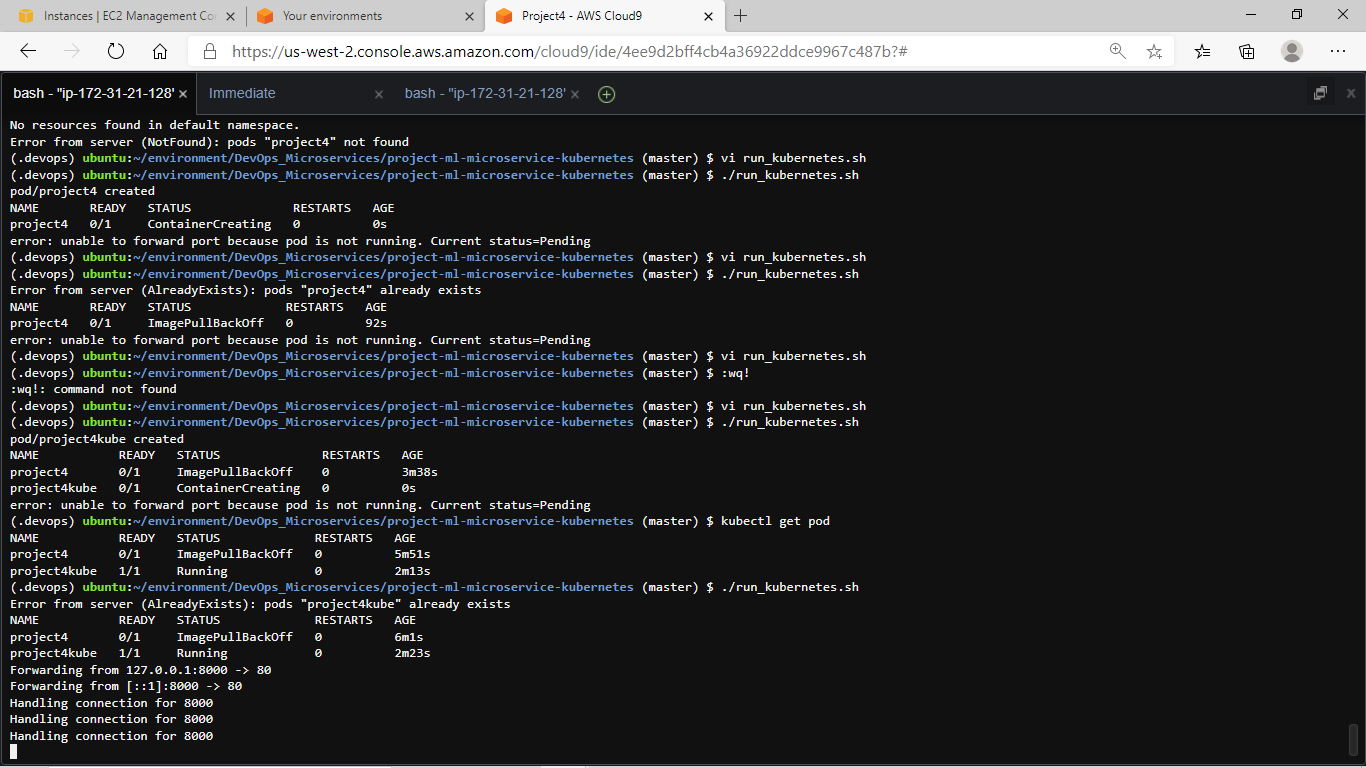 Instances | EC2 Management Co
Your environments
Project4 - AWS Cloud9
https://us-west-2.console.aws.amazon.com/cloud9/ide/4ee9d2bff4cb4a36922ddce9967c487b?#
bash - "ip-172-31-21-128"
Immediate
bash - "ip-172-31-21-128"
No resources found in default namespace.
Error from server (NotFound): pods "project4" not found
(.devops) ubuntu:~/environment/DevOps_Microservices/project-ml-microservice-kubernetes (master) $ vi run_kubernetes.sh
(.devops) ubuntu:~/environment/DevOps_Microservices/project-ml-microservice-kubernetes (master) $ ./run_kubernetes.sh
pod/project4 created
NAME READY STATUS RESTARTS AGE
project4 0/1 ContainerCreating 0 0s
error: unable to forward port because pod is not running. Current status=Pending
(.devops) ubuntu:~/environment/DevOps_Microservices/project-ml-microservice-kubernetes (master) $ vi run_kubernetes.sh
(.devops) ubuntu:~/environment/DevOps_Microservices/project-ml-microservice-kubernetes (master) $ ./run_kubernetes.sh
Error from server (AlreadyExists): pods "project4" already exists
NAME READY STATUS RESTARTS AGE
project4 0/1 ImagePullBackOff 0 92s
error: unable to forward port because pod is not running. Current status=Pending
(.devops) ubuntu:~/environment/DevOps_Microservices/project-ml-microservice-kubernetes (master) $ vi run_kubernetes.sh
(.devops) ubuntu:~/environment/DevOps_Microservices/project-ml-microservice-kubernetes (master) $ :wq!
:wq!: command not found
(.devops) ubuntu:~/environment/DevOps_Microservices/project-ml-microservice-kubernetes (master) $ vi run_kubernetes.sh
(.devops) ubuntu:~/environment/DevOps_Microservices/project-ml-microservice-kubernetes (master) $ ./run_kubernetes.sh
pod/project4kube created
NAME READY STATUS RESTARTS AGE
project4 0/1 ImagePullBackOff 0 3m38s
project4kube 0/1 ContainerCreating 0 0s
error: unable to forward port because pod is not running. Current status=Pending
(.devops) ubuntu:~/environment/DevOps_Microservices/project-ml-microservice-kubernetes (master) $ kubectl get pod
NAME READY STATUS RESTARTS AGE
project4 0/1 ImagePullBackOff 0 5m51s
project4kube 1/1 Running 0 2m13s
(.devops) ubuntu:~/environment/DevOps_Microservices/project-ml-microservice-kubernetes (master) $ ./run_kubernetes.sh
Error from server (AlreadyExists): pods "project4kube" already exists
NAME READY STATUS RESTARTS AGE
project4 0/1 ImagePullBackOff 0 6m1s
project4kube 1/1 Running 0 2m23s
Forwarding from 127.0.0.1:8000 -> 80
Forwarding from [::1]:8000 -> 80
Handling connection for 8000
Handling connection for 8000
Handling connection for 8000